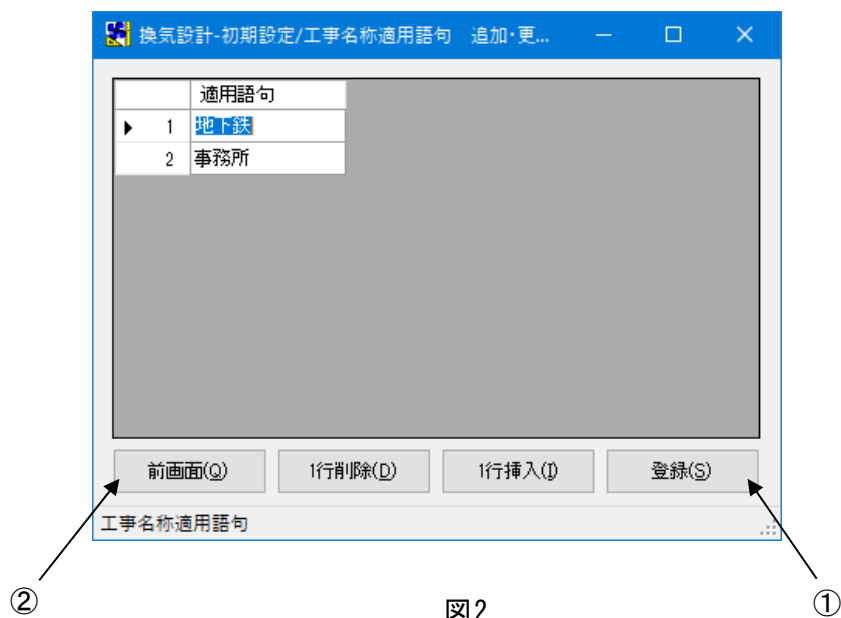 換気設計-初期設定/工事名称適用語句　追加・更...
適用語句
1 地下鉄
2 事務所
前画面(Q) 1行削除(D) 1行挿入(I) 登録(S)
工事名称適用語句
② ①
図2